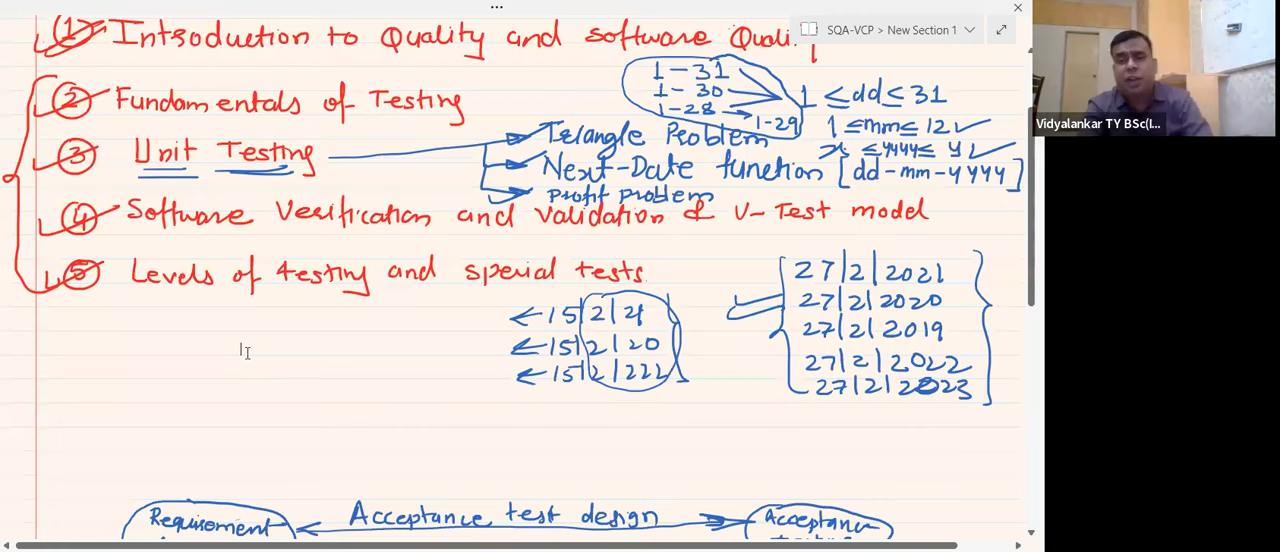 SQA-VCP > New Section 1
(1) Introduction to Quality and software Quality
1 - 31
1 - 30
1 - 28
1 - 29
1 ≤ dd ≤ 31
1 ≤ mm ≤ 12
≤ yyyy ≤ y
② Fundamentals of Testing
③ Unit Testing
Triangle Problem
Next-Date function [dd-mm-yyyy]
profit problem
④ Software Verification and validation & V-Test model
⑤ Levels of testing and special tests.
15|2|21
15|2|20
15|2|222
27|2|2021
27|2|2020
27|2|2019
27|2|2022
27|2|2023
Requirement
Acceptance test design
Acceptance
Vidyalankar TY BSc(I...